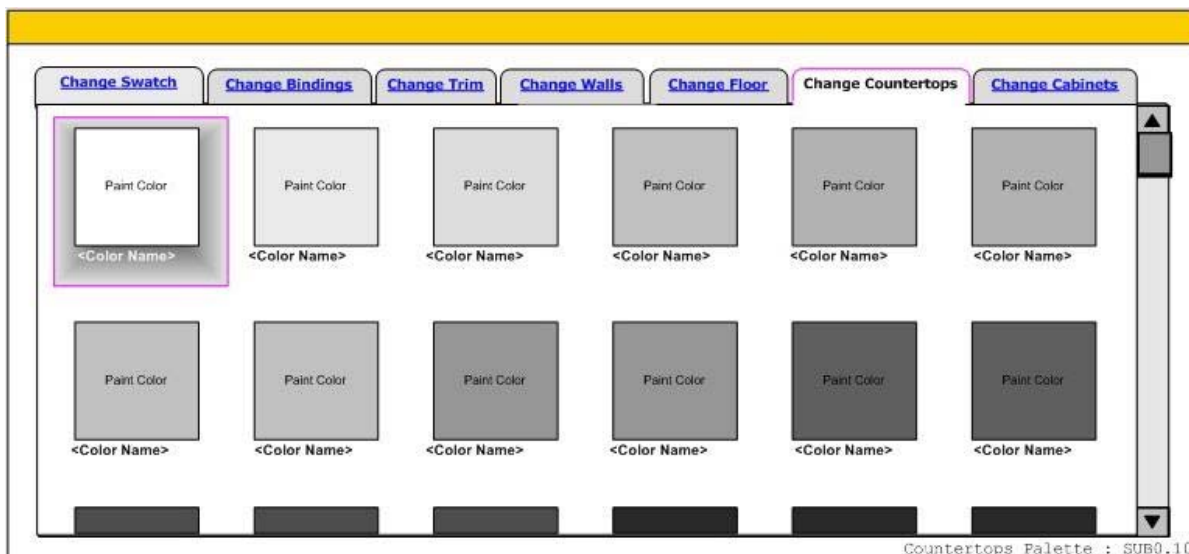 Change Swatch Change Bindings Change Trim Change Walls Change Floor Change Countertops Change Cabinets
Paint Color Paint Color Paint Color Paint Color Paint Color Paint Color
<Color Name> <Color Name> <Color Name> <Color Name> <Color Name> <Color Name>
Paint Color Paint Color Paint Color Paint Color Paint Color Paint Color
<Color Name> <Color Name> <Color Name> <Color Name> <Color Name> <Color Name>
Countertops Palette : SUB0.10